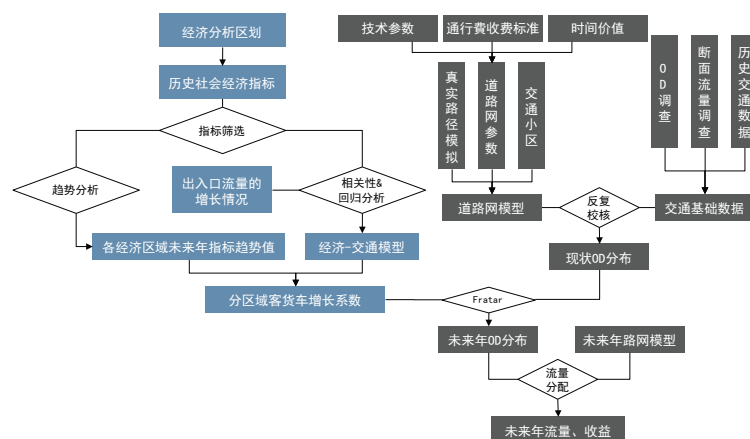 经济分析区划
历史社会经济指标
指标筛选
趋势分析
出入口流量的
增长情况
相关性&
回归分析
各经济区域未来年指标趋势值
经济-交通模型
分区域客货车增长系数
技术参数
通行費收费标准
时间价值
真实路径模拟
道路网参数
交通小区
OD调查
断面流量调查
历史交通数据
道路网模型
反复
校核
交通基础数据
现状OD分布
Fratar
未来年OD分布
未来年路网模型
流量
分配
未来年流量、收益